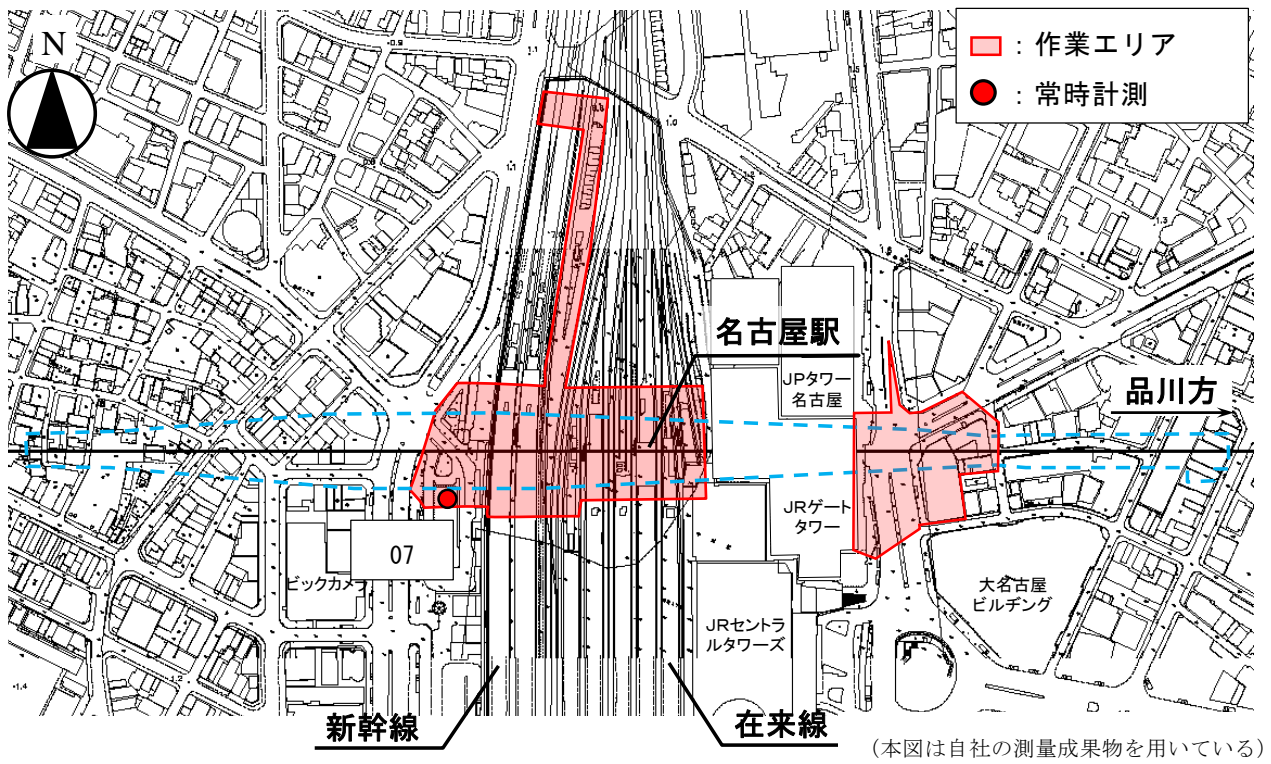 N
：作業エリア
：常時計測
名古屋駅
JPタワー
名古屋
品川方
JRゲート
タワー
07
ビックカメラ
大名古屋
ビルヂング
JRセントラ
ルタワーズ
新幹線
在来線
（本図は自社の測量成果物を用いている）